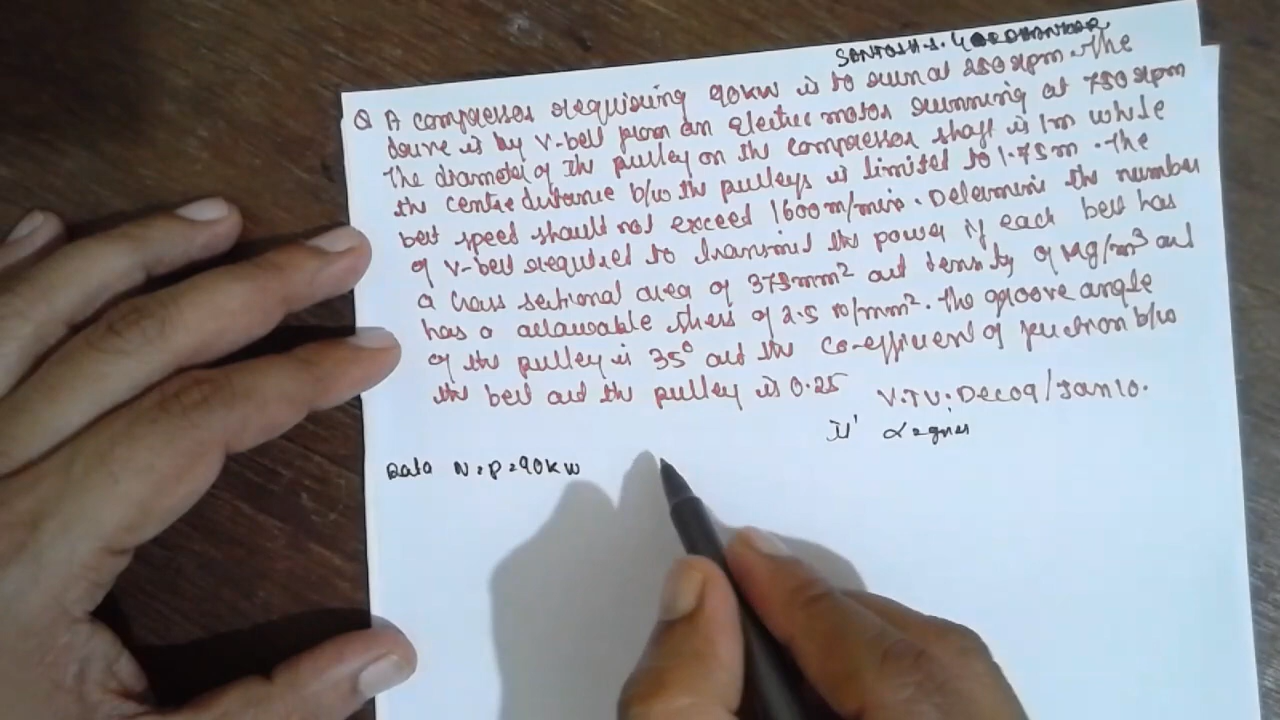 SANTOSH.S.
Q A compressor requiring 90kw is to run at 250 rpm. The
drive is by V-belt from an electric motor running at 750 rpm
the diameter of the pulley on the compressor shaft is 1m while
the centre distance b/w the pulleys is limited to 1.75m. The
belt speed should not exceed 1600m/min. Determine the number
of V-belt required to transmit the power if each belt has
a cross sectional area of 375mm² and density of Mg/m³ and
has a allowable stress of 2.5 N/mm². The groove angle
of the pulley is 35° and the co-efficient of friction b/w
the belt and the pulley is 0.25 V.T.U: Dec09/Jan10.
Data N=P=90kw